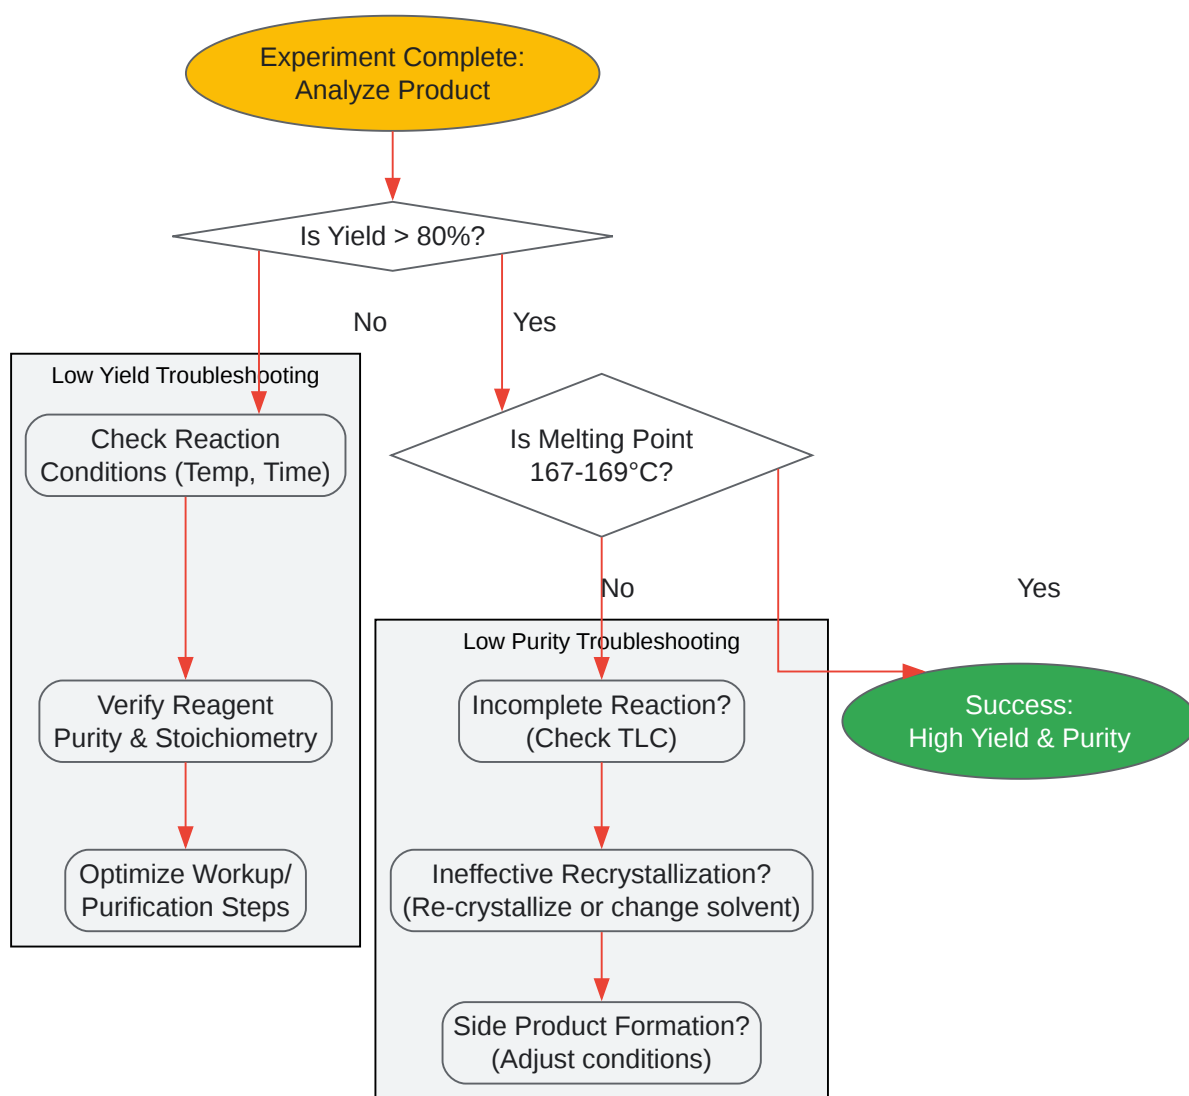 Experiment Complete:
Analyze Product
Is Yield > 80%?
No
Yes
Low Yield Troubleshooting
Check Reaction
Conditions (Temp, Time)
Is Melting Point
167-169°C?
No
Yes
Low Purity Troubleshooting
Verify Reagent
Purity & Stoichiometry
Incomplete Reaction?
(Check TLC)
Success:
High Yield & Purity
Optimize Workup/
Purification Steps
Ineffective Recrystallization?
(Re-crystallize or change solvent)
Side Product Formation?
(Adjust conditions)